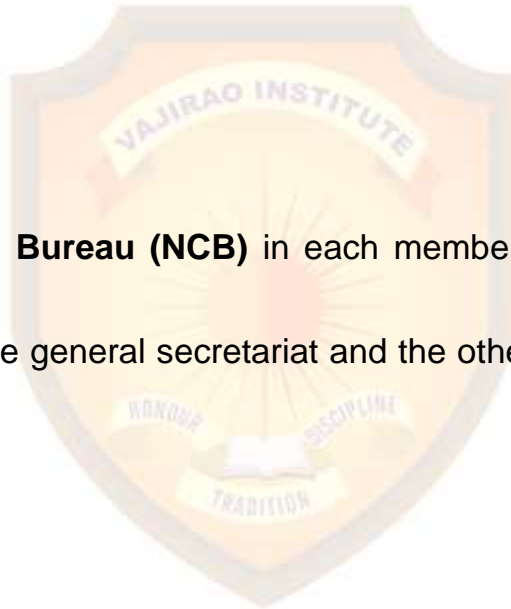 VAJIRAO INSTITUTE
Bureau (NCB) in each membe
e general secretariat and the othe
HONOUR
DISCIPLINE
TRADITION